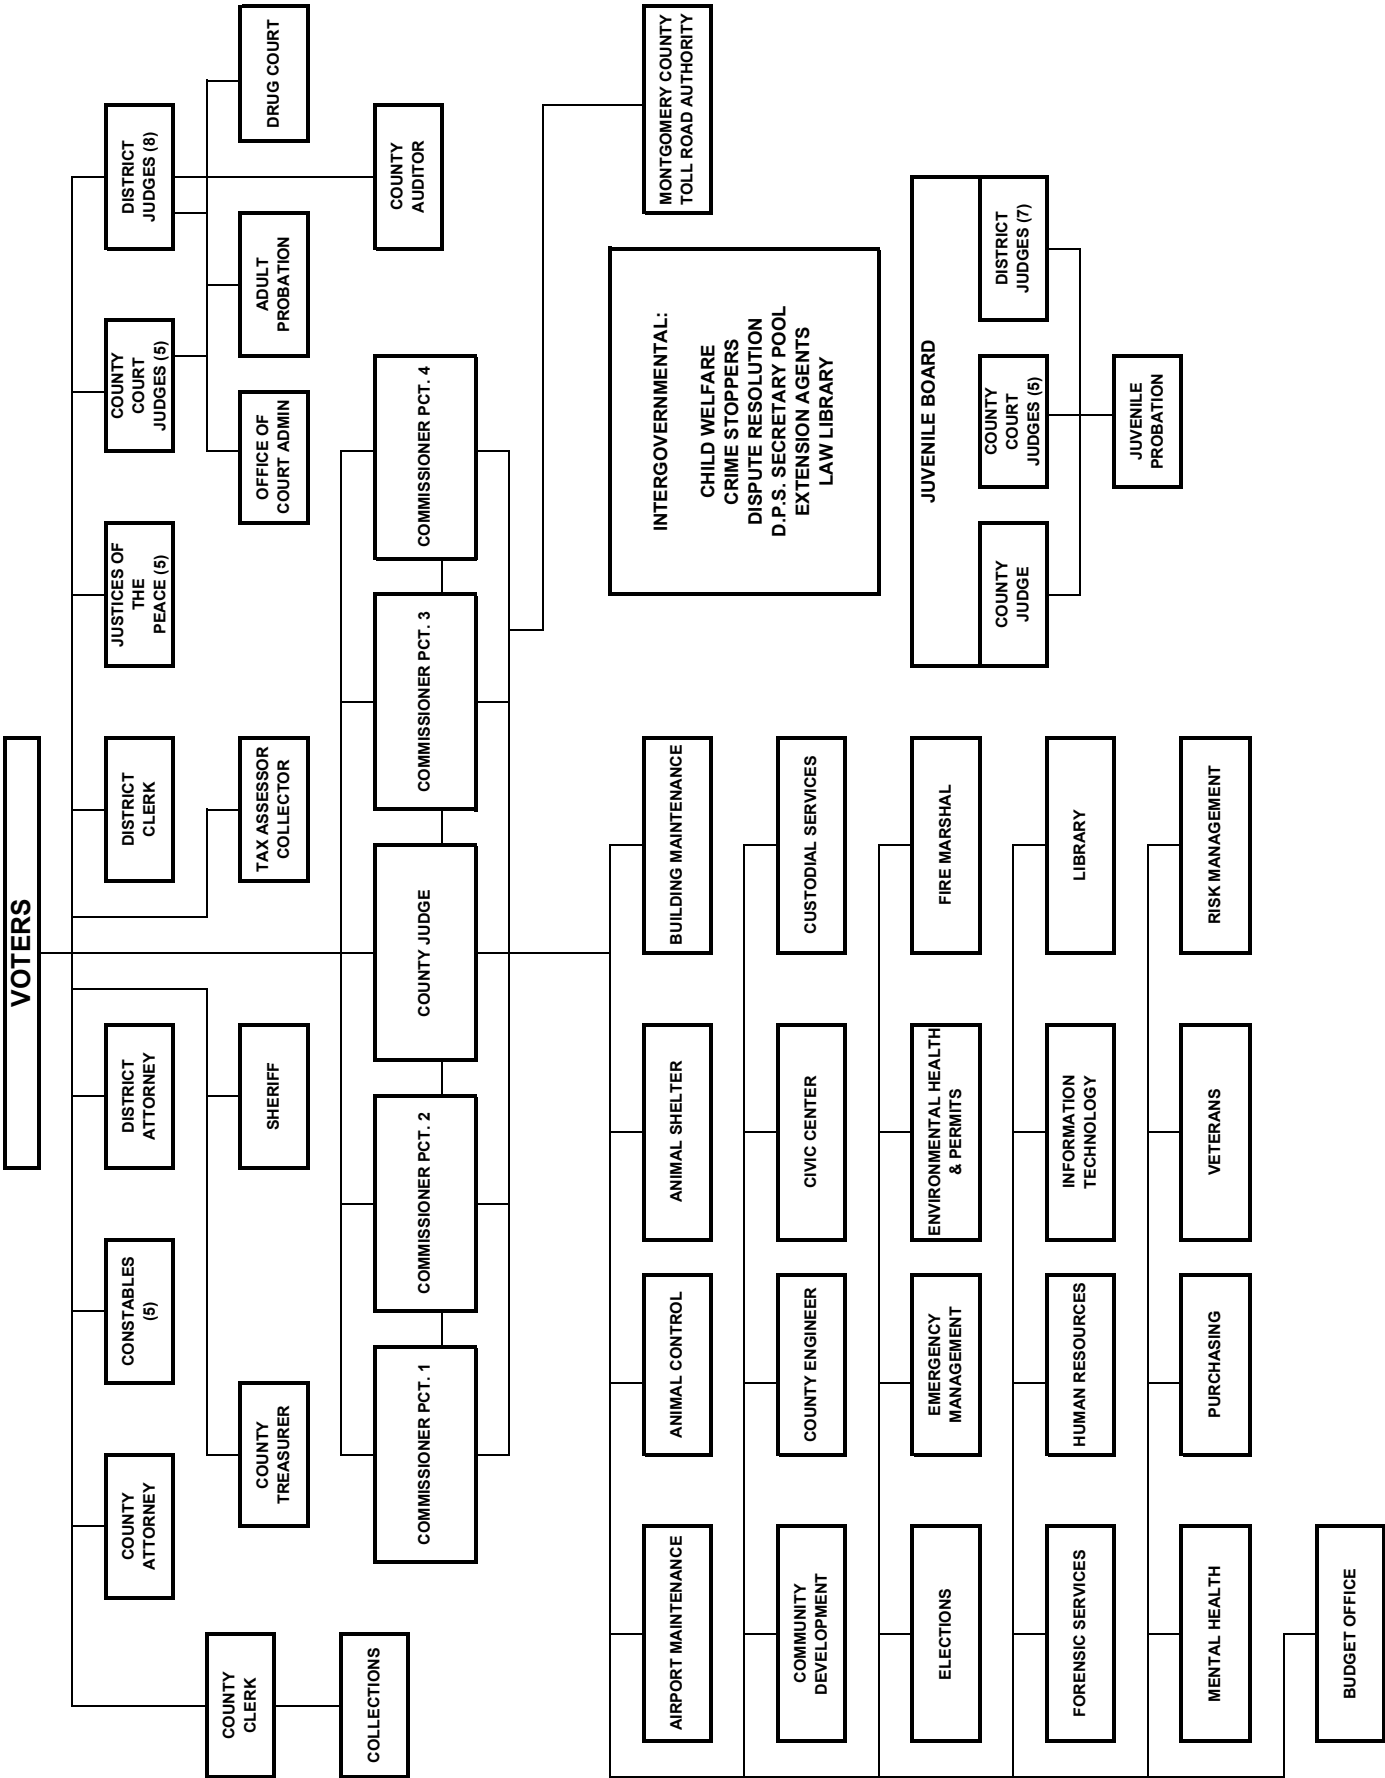 VOTERS
COUNTY
ATTORNEY
CONSTABLES
(5)
DISTRICT
ATTORNEY
DISTRICT
CLERK
JUSTICES OF
THE
PEACE (5)
COUNTY
COURT
JUDGES (5)
DISTRICT
JUDGES (8)
COUNTY
CLERK
COUNTY
TREASURER
SHERIFF
TAX ASSESSOR
COLLECTOR
OFFICE OF
COURT ADMIN
ADULT
PROBATION
DRUG COURT
COLLECTIONS
COMMISSIONER PCT. 1
COMMISSIONER PCT. 2
COUNTY JUDGE
COMMISSIONER PCT. 3
COMMISSIONER PCT. 4
COUNTY
AUDITOR
AIRPORT MAINTENANCE
ANIMAL CONTROL
ANIMAL SHELTER
BUILDING MAINTENANCE
MONTGOMERY COUNTY
TOLL ROAD AUTHORITY
INTERGOVERNMENTAL:
CHILD WELFARE
CRIME STOPPERS
DISPUTE RESOLUTION
D.P.S. SECRETARY POOL
EXTENSION AGENTS
LAW LIBRARY
COMMUNITY
DEVELOPMENT
COUNTY ENGINEER
CIVIC CENTER
CUSTODIAL SERVICES
ELECTIONS
EMERGENCY
MANAGEMENT
ENVIRONMENTAL HEALTH
& PERMITS
FIRE MARSHAL
JUVENILE BOARD
COUNTY
JUDGE
COUNTY
COURT
JUDGES (5)
DISTRICT
JUDGES (7)
FORENSIC SERVICES
HUMAN RESOURCES
INFORMATION
TECHNOLOGY
LIBRARY
JUVENILE
PROBATION
MENTAL HEALTH
PURCHASING
VETERANS
RISK MANAGEMENT
BUDGET OFFICE